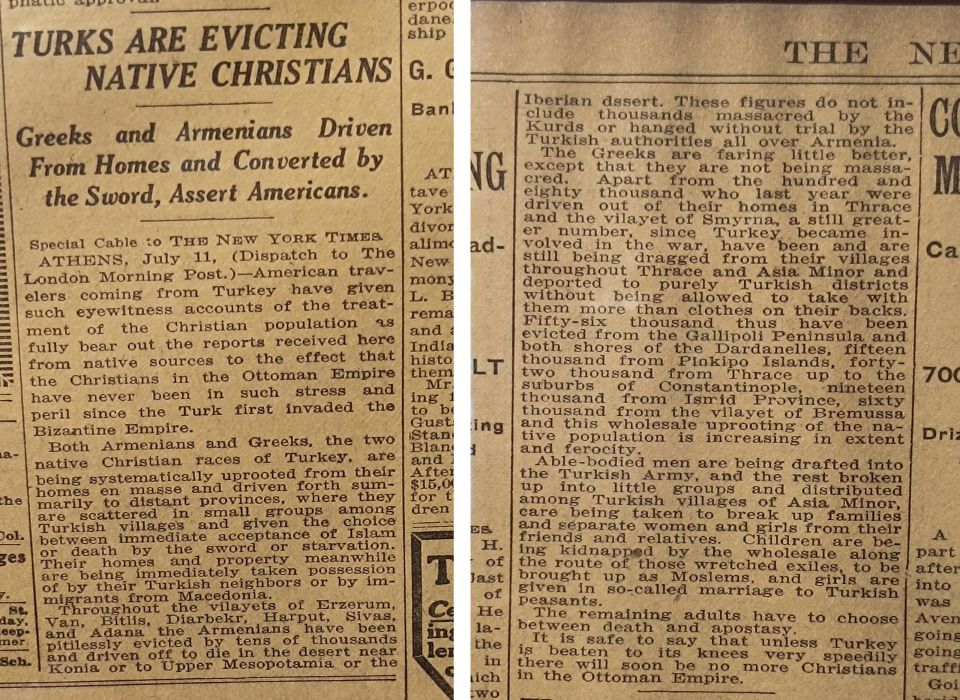 phatic approval
TURKS ARE EVICTING
NATIVE CHRISTIANS
Greeks and Armenians Driven
From Homes and Converted by
the Sword, Assert Americans.
Special Cable to THE NEW YORK TIMES.
ATHENS, July 11, (Dispatch to The
London Morning Post.)—American trav-
elers coming from Turkey have given
such eyewitness accounts of the treat-
ment of the Christian population as
fully bear out the reports received here
from native sources to the effect that
the Christians in the Ottoman Empire
have never been in such stress and
peril since the Turk first invaded the
Bizantine Empire.
Both Armenians and Greeks, the two
native Christian races of Turkey, are
being systematically uprooted from their
homes en masse and driven forth sum-
marily to distant provinces, where they
are scattered in small groups among
Turkish villages and given the choice
between immediate acceptance of Islam
or death by the sword or starvation.
Their homes and property meanwhile
are being immediately taken possession
of by their Turkish neighbors or by im-
migrants from Macedonia.
Throughout the vilayets of Erzerum,
Van, Bitlis, Diarbekr, Harput, Sivas,
and Adana the Armenians have been
pitilessly evicted by tens of thousands
and driven off to die in the desert near
Konia or to Upper Mesopotamia or the
THE NE
Iberian dssert. These figures do not in-
clude thousands massacred by the
Kurds or hanged without trial by the
Turkish authorities all over Armenia.
The Greeks are faring little better,
except that they are not being massa-
cred. Apart from the hundred and
eighty thousand who last year were
driven out of their homes in Thrace
and the vilayet of Smyrna, a still great-
er number, since Turkey became in-
volved in the war, have been and are
still being dragged from their villages
throughout Thrace and Asia Minor and
deported to purely Turkish districts
without being allowed to take with
them more than clothes on their backs.
Fifty-six thousand thus have been
evicted from the Gallipoli Peninsula and
both shores of the Dardanelles, fifteen
thousand from Pinkipo Islands, forty-
two thousand from Thrace up to the
suburbs of Constantinople, nineteen
thousand from Ismid Province, sixty
thousand from the vilayet of Bremussa
and this wholesale uprooting of the na-
tive population is increasing in extent
and ferocity.
Able-bodied men are being drafted into
the Turkish Army, and the rest broken
up into little groups and distributed
among Turkish villages of Asia Minor,
care being taken to break up families
and separate women and girls from their
friends and relatives. Children are be-
ing kidnapped by the wholesale along
the route of those wretched exiles, to be
brought up as Moslems, and girls are
given in so-called marriage to Turkish
peasants.
The remaining adults have to choose
between death and apostasy.
It is safe to say that unless Turkey
is beaten to its knees very speedily
there will soon be no more Christians
in the Ottoman Empire.